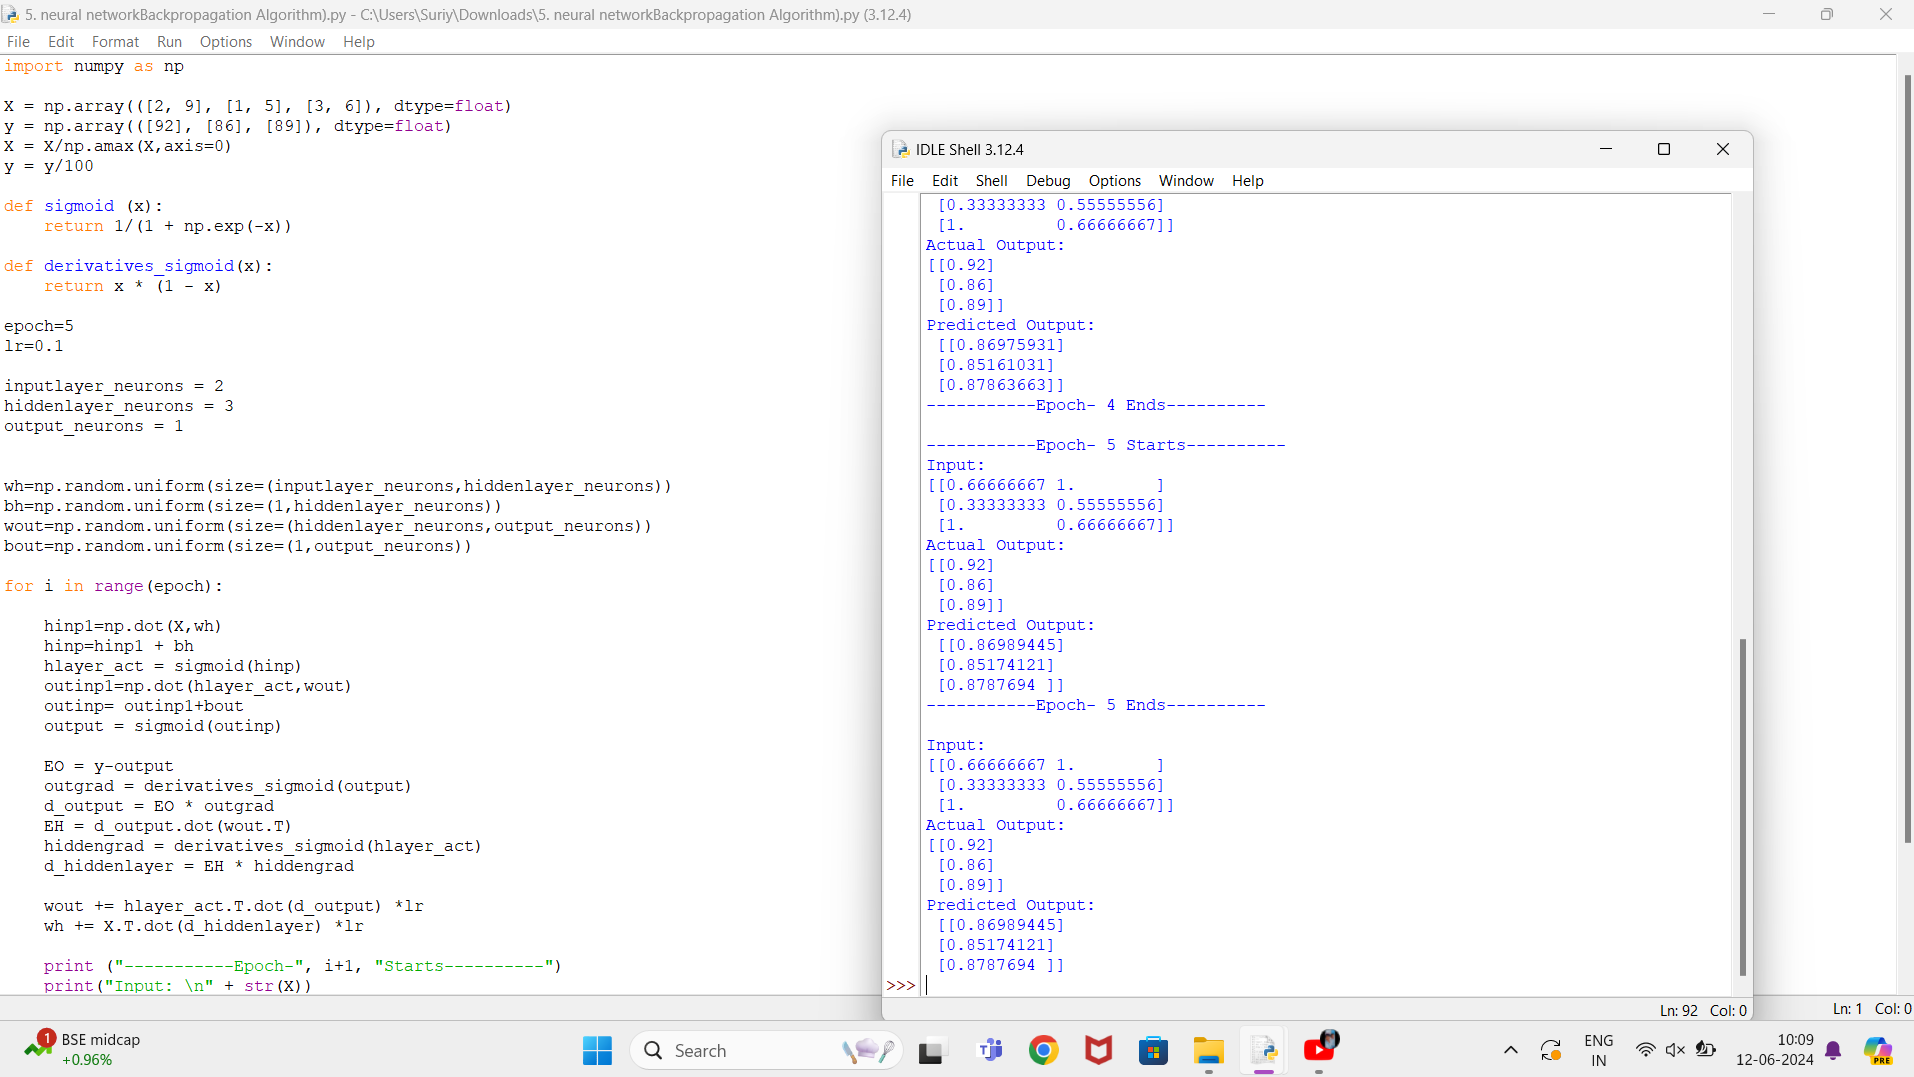 5. neural networkBackpropagation Algorithm).py - C:\Users\Suriy\Downloads\5. neural networkBackpropagation Algorithm).py (3.12.4)
File Edit Format Run Options Window Help
import numpy as np

X = np.array(([2, 9], [1, 5], [3, 6]), dtype=float)
y = np.array(([92], [86], [89]), dtype=float)
X = X/np.amax(X,axis=0)
y = y/100

def sigmoid (x):
    return 1/(1 + np.exp(-x))

def derivatives_sigmoid(x):
    return x * (1 - x)

epoch=5
lr=0.1

inputlayer_neurons = 2
hiddenlayer_neurons = 3
output_neurons = 1

wh=np.random.uniform(size=(inputlayer_neurons,hiddenlayer_neurons))
bh=np.random.uniform(size=(1,hiddenlayer_neurons))
wout=np.random.uniform(size=(hiddenlayer_neurons,output_neurons))
bout=np.random.uniform(size=(1,output_neurons))

for i in range(epoch):

    hinp1=np.dot(X,wh)
    hinp=hinp1 + bh
    hlayer_act = sigmoid(hinp)
    outinp1=np.dot(hlayer_act,wout)
    outinp= outinp1+bout
    output = sigmoid(outinp)

    EO = y-output
    outgrad = derivatives_sigmoid(output)
    d_output = EO * outgrad
    EH = d_output.dot(wout.T)
    hiddengrad = derivatives_sigmoid(hlayer_act)
    d_hiddenlayer = EH * hiddengrad

    wout += hlayer_act.T.dot(d_output) *lr
    wh += X.T.dot(d_hiddenlayer) *lr

    print ("-----------Epoch-", i+1, "Starts----------")
    print("Input: \n" + str(X))
IDLE Shell 3.12.4
File Edit Shell Debug Options Window Help
 [0.33333333 0.55555556]
 [1.         0.66666667]]
Actual Output:
[[0.92]
 [0.86]
 [0.89]]
Predicted Output:
 [[0.86975931]
 [0.85161031]
 [0.87863663]]
-----------Epoch- 4 Ends----------

-----------Epoch- 5 Starts----------
Input:
[[0.66666667 1.        ]
 [0.33333333 0.55555556]
 [1.         0.66666667]]
Actual Output:
[[0.92]
 [0.86]
 [0.89]]
Predicted Output:
 [[0.86989445]
 [0.85174121]
 [0.8787694 ]]
-----------Epoch- 5 Ends----------

Input:
[[0.66666667 1.        ]
 [0.33333333 0.55555556]
 [1.         0.66666667]]
Actual Output:
[[0.92]
 [0.86]
 [0.89]]
Predicted Output:
 [[0.86989445]
 [0.85174121]
 [0.8787694 ]]
>>>
Ln: 92 Col: 0
Ln: 1 Col: 0
1
BSE midcap
+0.96%
Search
ENG
IN
10:09
12-06-2024
PRE